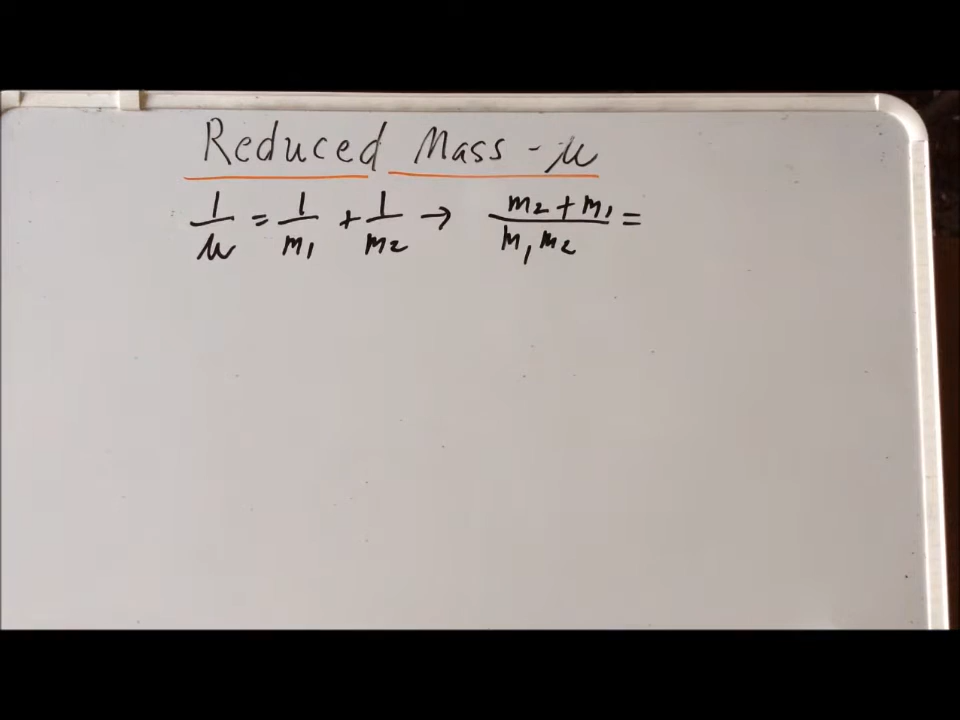 Reduced Mass - μ
1/μ = 1/m₁ + 1/m₂ → (m₂ + m₁)/(m₁ m₂) =